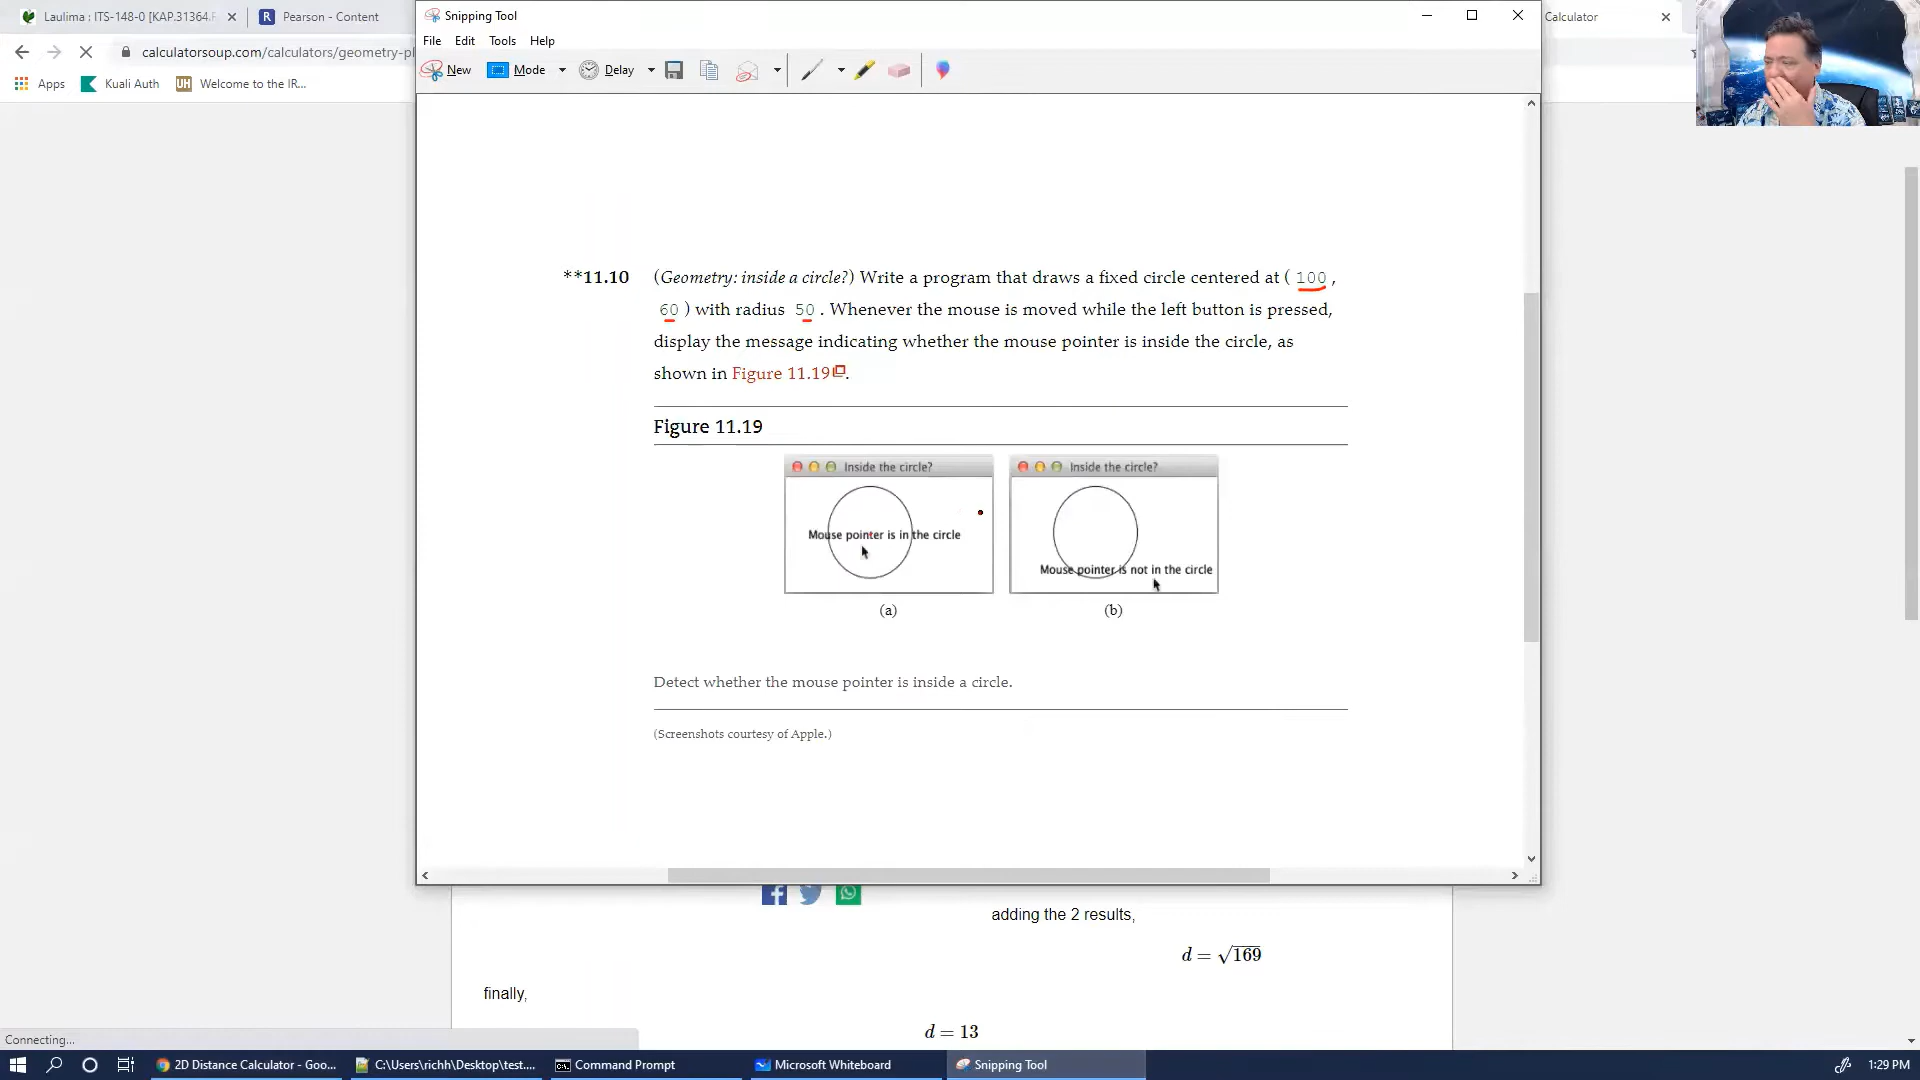 Laulima : ITS-148-0 [KAP.31364.F
Pearson - Content
Calculator
calculatorsoup.com/calculators/geometry-pl
Apps
Kuali Auth
UH
Welcome to the IR...
Snipping Tool
File Edit Tools Help
New Mode Delay
**11.10 (Geometry: inside a circle?) Write a program that draws a fixed circle centered at ( 100 ,
60 ) with radius 50 . Whenever the mouse is moved while the left button is pressed,
display the message indicating whether the mouse pointer is inside the circle, as
shown in Figure 11.19.
Figure 11.19
Inside the circle?
Mouse pointer is in the circle
(a)
Inside the circle?
Mouse pointer is not in the circle
(b)
Detect whether the mouse pointer is inside a circle.
(Screenshots courtesy of Apple.)
adding the 2 results,
d = √169
finally,
d = 13
Connecting...
2D Distance Calculator - Goo...
C:\Users\richh\Desktop\test....
Command Prompt
Microsoft Whiteboard
Snipping Tool
1:29 PM